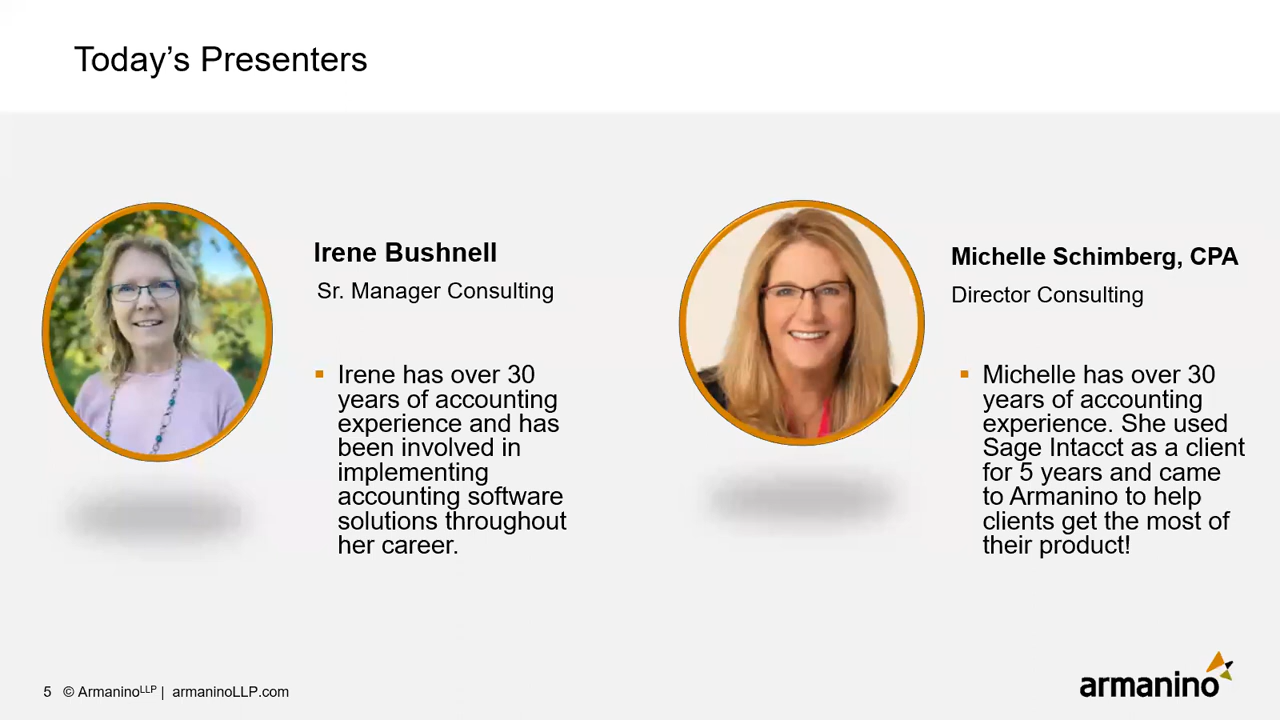 Today’s Presenters
Irene Bushnell
Sr. Manager Consulting
▪ Irene has over 30
years of accounting
experience and has
been involved in
implementing
accounting software
solutions throughout
her career.
Michelle Schimberg, CPA
Director Consulting
▪ Michelle has over 30
years of accounting
experience. She used
Sage Intacct as a client
for 5 years and came
to Armanino to help
clients get the most of
their product!
5 © ArmaninoLLP | armaninoLLP.com
armanino